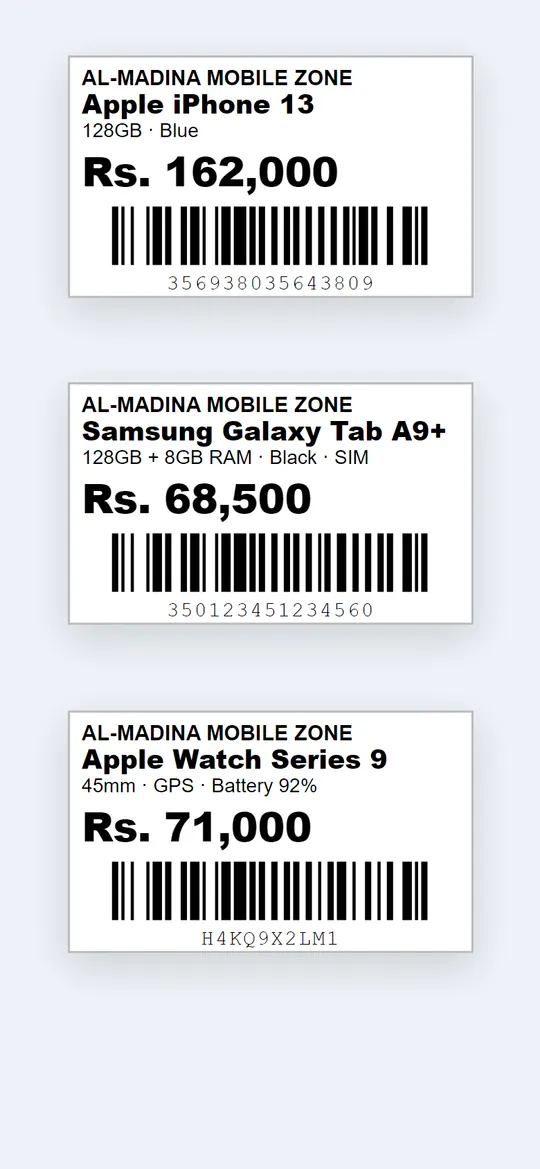 AL-MADINA MOBILE ZONE
Apple iPhone 13
128GB · Blue
Rs. 162,000
356938035643809
AL-MADINA MOBILE ZONE
Samsung Galaxy Tab A9+
128GB + 8GB RAM · Black · SIM
Rs. 68,500
350123451234560
AL-MADINA MOBILE ZONE
Apple Watch Series 9
45mm · GPS · Battery 92%
Rs. 71,000
H4KQ9X2LM1